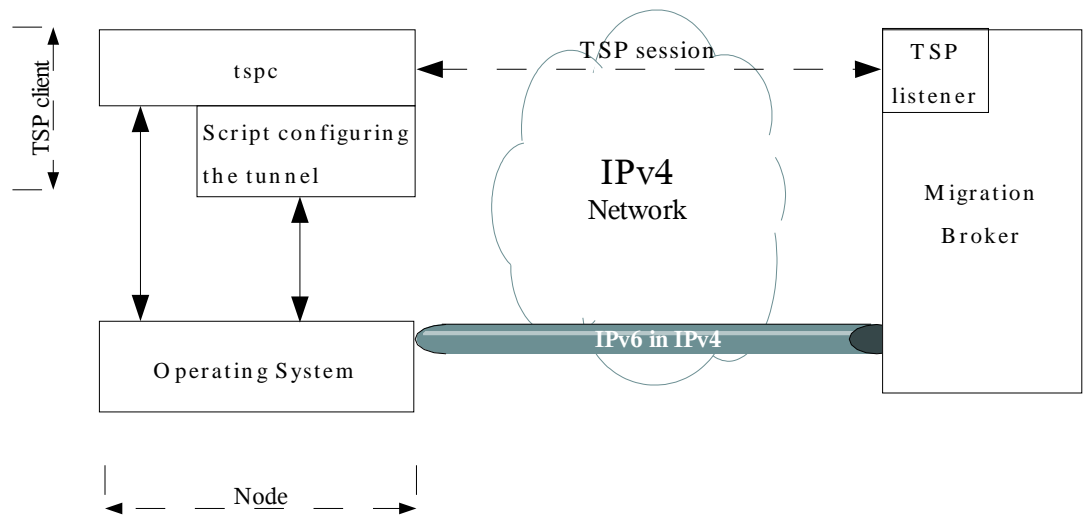 TSP client
tspc
Script configuring
the tunnel
Operating System
Node
TSP session
IPv4
Network
IPv6 in IPv4
TSP
listener
Migration
Broker